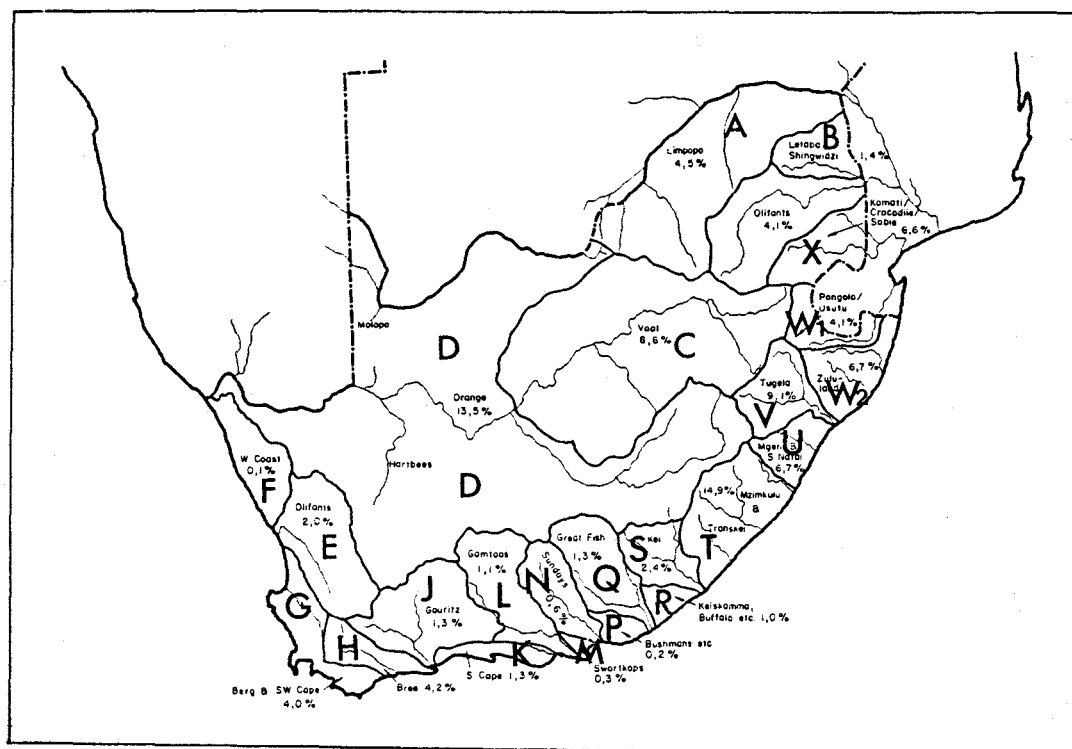 A
B
Limpopo
4,5%
Letaba
Shingwidzi
1,4%
Olifants
4,1%
Komati/
Crocodile/
Sabie
6,6%
X
Pongola/
Usutu
4,1%
W1
Molopo
D
Vaal
8,6%
C
Orange
13,5%
Tugela
9,1%
V
6,7%
Zulu-
land
W2
U
Mgeni &
S Natal
6,7%
W Coast
0,1%
F
Hartbees
D
14,9%
Mzimkulu
&
Transkei
T
Olifants
2,0%
E
Gamtoos
1,1%
L
Sundays
0,6%
N
Great Fish
1,3%
Q
Kei
2,4%
S
R
Keiskamma,
Buffalo etc. 1,0%
G
J
Gouritz
1,3%
H
P
Bushmans etc
0,2%
K
M
Swartkops
0,3%
S Cape 1,3%
Bree 4,2%
Berg & SW Cape
4,0%